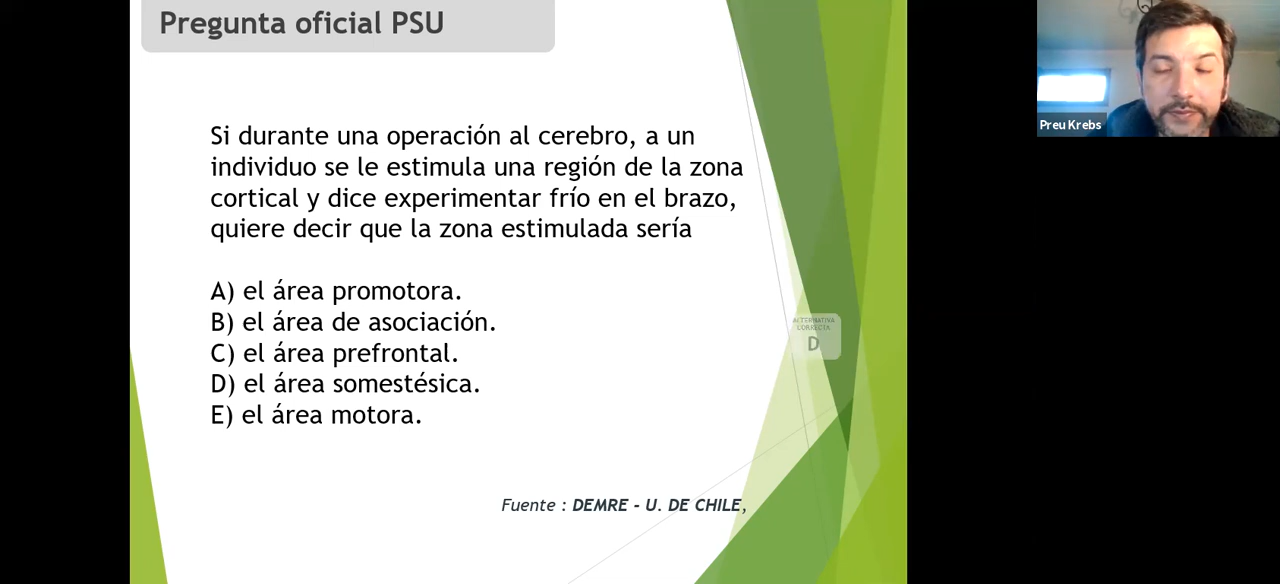 Pregunta oficial PSU
Si durante una operación al cerebro, a un
individuo se le estimula una región de la zona
cortical y dice experimentar frío en el brazo,
quiere decir que la zona estimulada sería
A) el área promotora.
B) el área de asociación.
C) el área prefrontal.
D) el área somestésica.
E) el área motora.
ALTERNATIVA
CORRECTA
D
Fuente : DEMRE - U. DE CHILE,
Preu Krebs